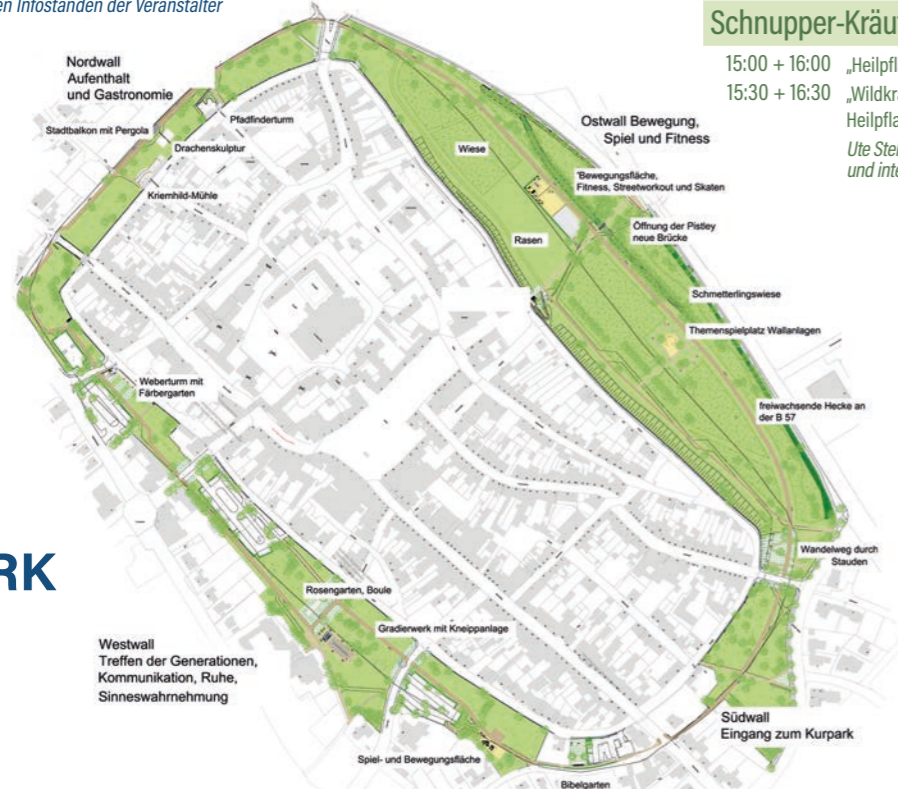 en Infoständen der Veranstalter
Schnupper-Kräu
15:00 + 16:00 „Heilpfl
15:30 + 16:30 „Wildkr
Heilpfla
Ute Ste
und inte
Nordwall
Aufenthalt
und Gastronomie
Stadtbalkon mit Pergola
Pfadfinderturm
Drachenskulptur
Kriemhild-Mühle
Ostwall Bewegung,
Spiel und Fitness
Wiese
"Bewegungsfläche,
Fitness, Streetworkout und Skaten
Rasen
Öffnung der Pistley
neue Brücke
Schmetterlingswiese
Themenspielplatz Wallanlagen
Weberturm mit
Färbergarten
freiwachsende Hecke an
der B 57
RK
Wandelweg durch
Stauden
Rosengarten, Boule
Gradierwerk mit Kneippanlage
Westwall
Treffen der Generationen,
Kommunikation, Ruhe,
Sinneswahrnehmung
Südwall
Eingang zum Kurpark
Spiel- und Bewegungsfläche
Bibelgarten